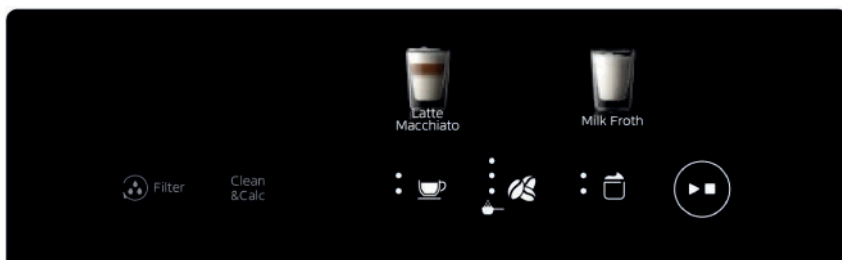 Latte
Macchiato
Milk Froth
Filter
Clean
&Calc